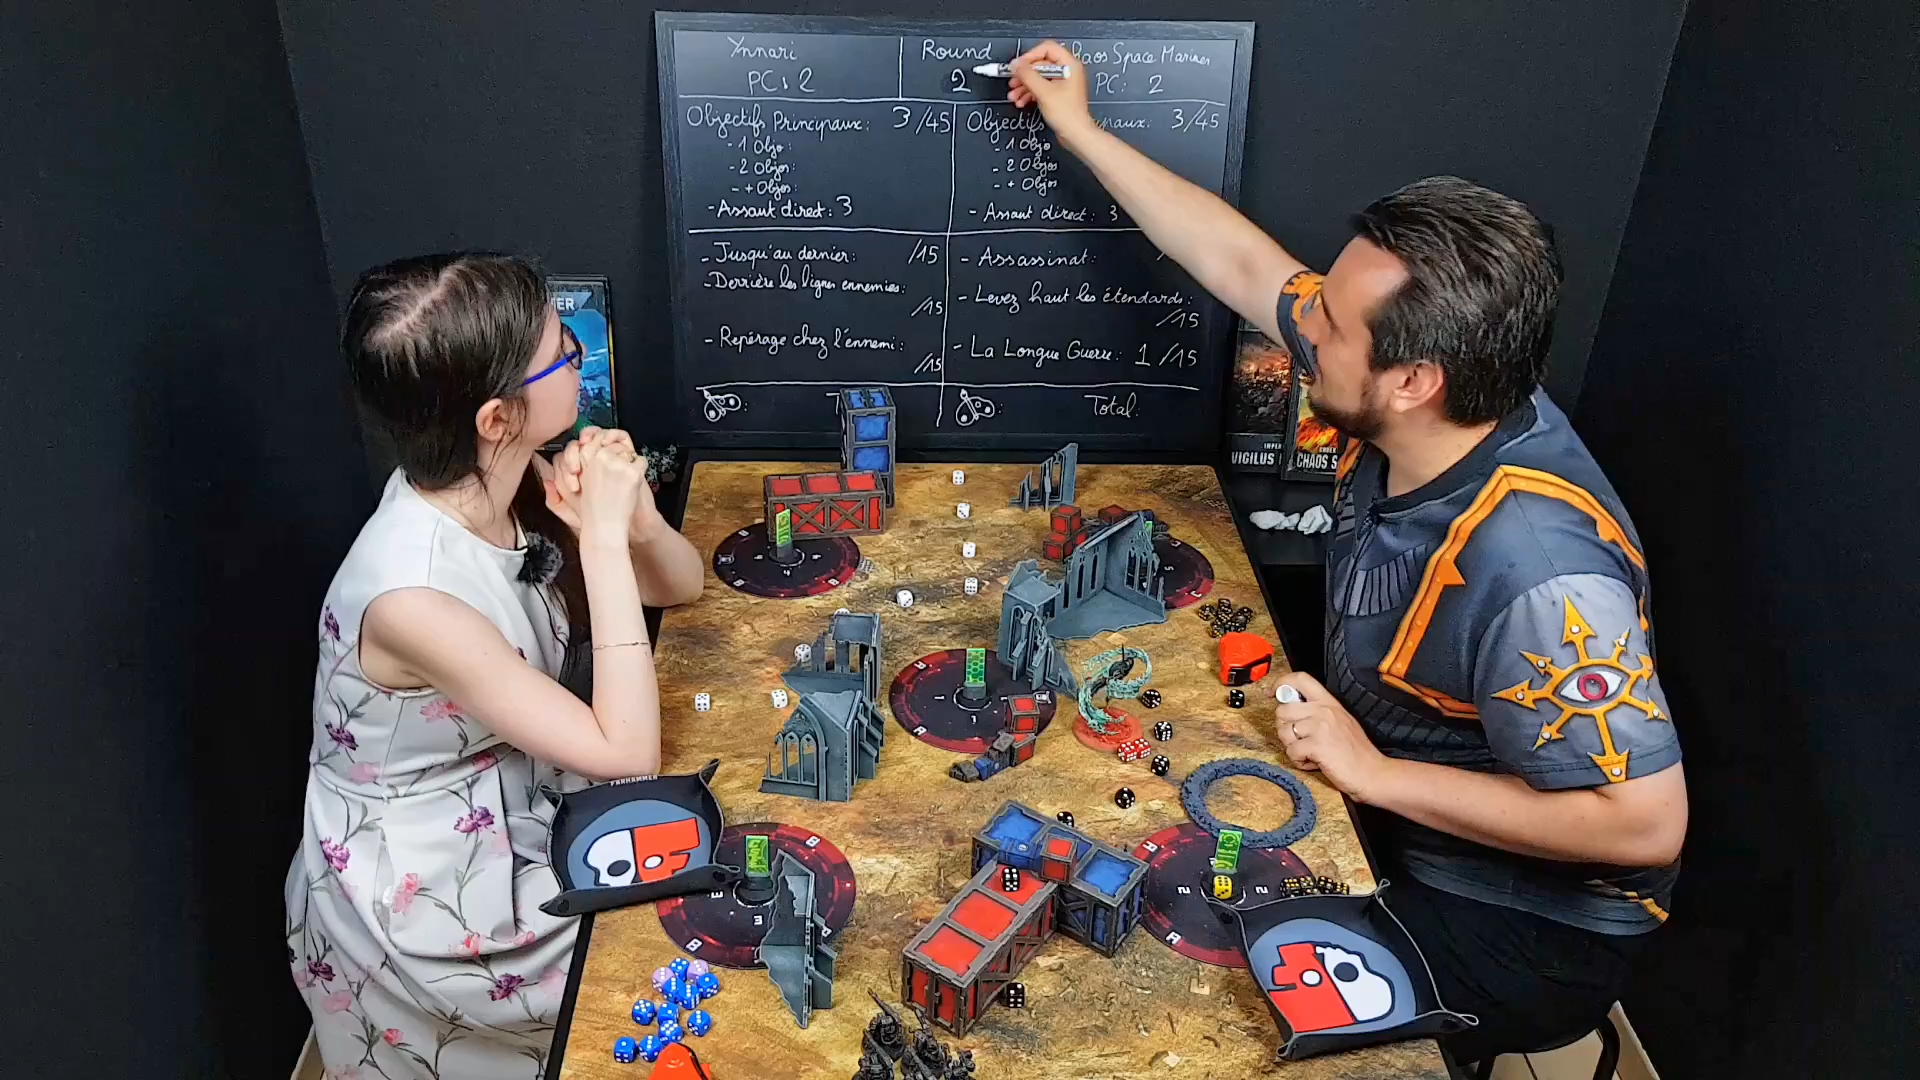 Ynnari
PC: 2
Round
2
Chaos Space Marines
PC: 2
Objectifs Principaux: 3/45
- 1 Objo:
- 2 Objos:
- + Objos:
- Assaut direct: 3
Objectifs 3/45
- 1 Objo
- 2 Objos
- + Objos
- Assaut direct: 3
- Jusqu'au dernier: /15
- Derrière les lignes ennemies:
/15
- Repérage chez l'ennemi:
/15
- Assassinat:
- Levez haut les étendards:
/15
- La Longue Guerre: 1/15
Total:
VIGILUS
CHAOS S